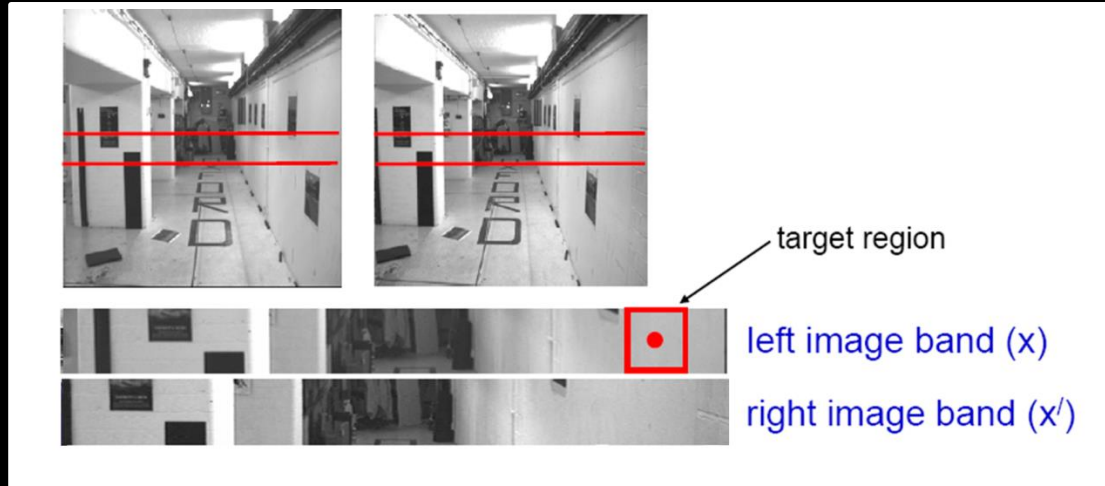 target region
left image band (x)
right image band (x/)